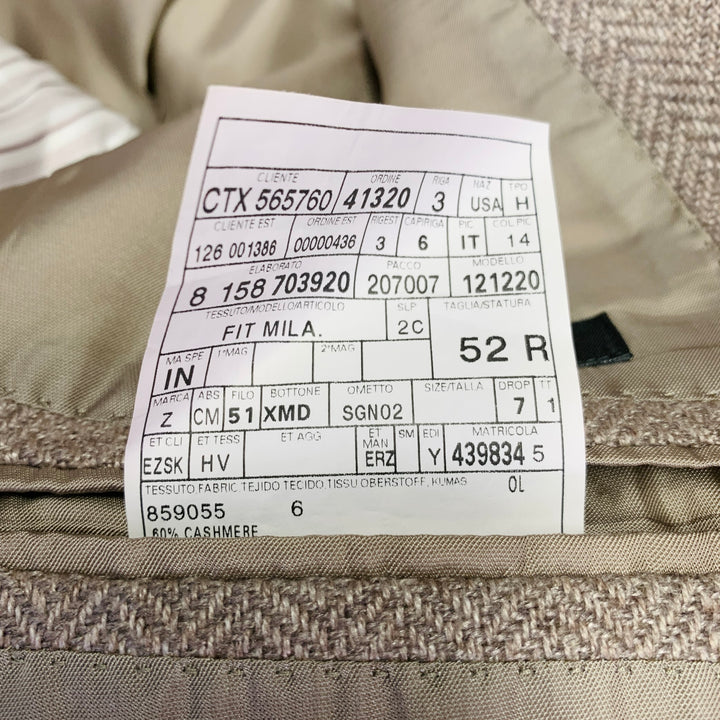 CLIENTE ORDINE RIGA NAZ TPO
CTX 565760 41320 3 USA H
CLIENTE EST ORDINE EST RIGEST CAPIRIGA PIC COL PIC
126 001386 00000436 3 6 IT 14
ELABORATO PACCO MODELLO
8 158 703920 207007 121220
TESSUTO/MODELLO/ARTICOLO SLP TAGLIA/STATURA
FIT MILA. 2C 52 R
MA SPE 1°MAG 2°MAG
IN
MARCA ABS FILO BOTTONE OMETTO SIZE/TALLA DROP TT
Z CM 51 XMD SGN02 7 1
ET CLI ET TESS ET AGG ET MAN SM EDI MATRICOLA
EZSK HV ERZ Y 439834 5
TESSUTO FABRIC TEJIDO TECIDO TISSU OBERSTOFF, KUMAS OL
859055 6
60% CASHMERE